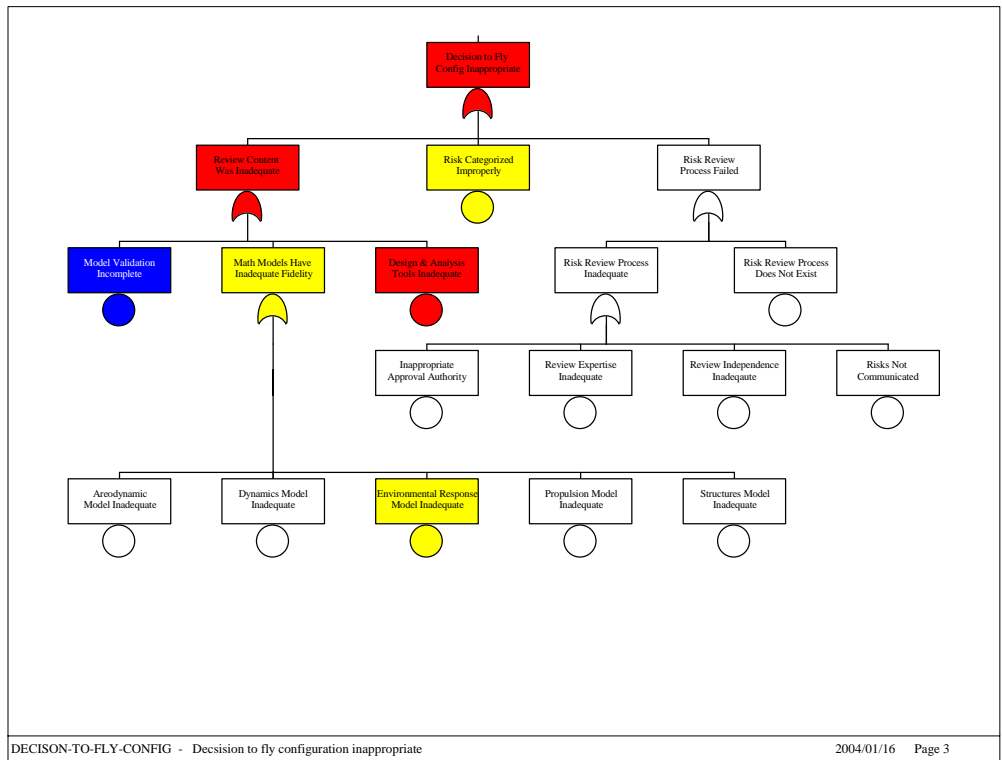 Decision to Fly
Config Inappropriate
Review Content
Was Inadequate
Risk Categorized
Improperly
Risk Review
Process Failed
Model Validation
Incomplete
Math Models Have
Inadequate Fidelity
Design & Analysis
Tools Inadequate
Risk Review Process
Inadequate
Risk Review Process
Does Not Exist
Inappropriate
Approval Authority
Review Expertise
Inadequate
Review Independence
Inadeqaute
Risks Not
Communicated
Areodynamic
Model Inadequate
Dynamics Model
Inadequate
Environmental Response
Model Inadequate
Propulsion Model
Inadequate
Structures Model
Inadequate
DECISON-TO-FLY-CONFIG - Decsision to fly configuration inappropriate 2004/01/16 Page 3